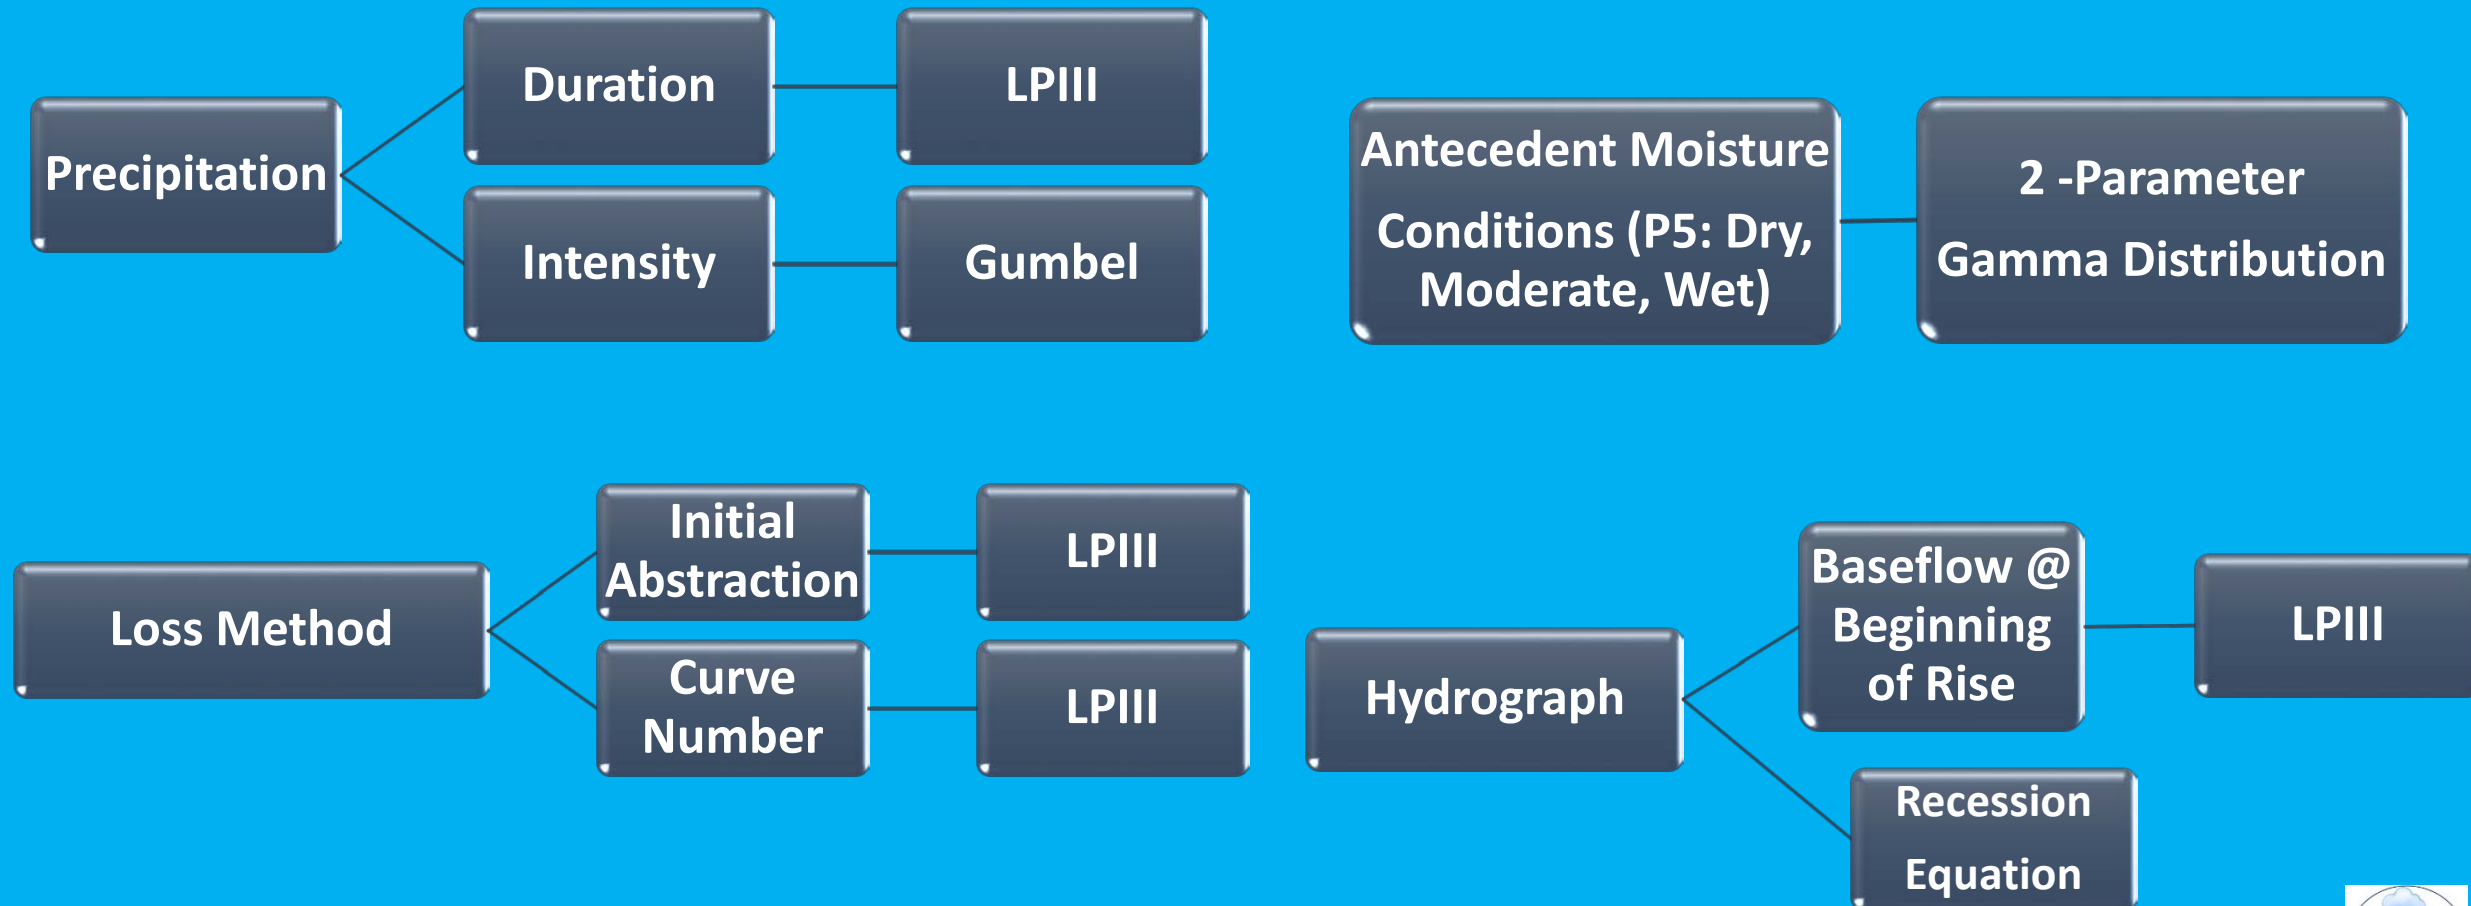 Precipitation
Duration
LPIII
Intensity
Gumbel
Antecedent Moisture
Conditions (P5: Dry,
Moderate, Wet)
2 -Parameter
Gamma Distribution
Loss Method
Initial
Abstraction
LPIII
Curve
Number
LPIII
Hydrograph
Baseflow @
Beginning
of Rise
LPIII
Recession
Equation